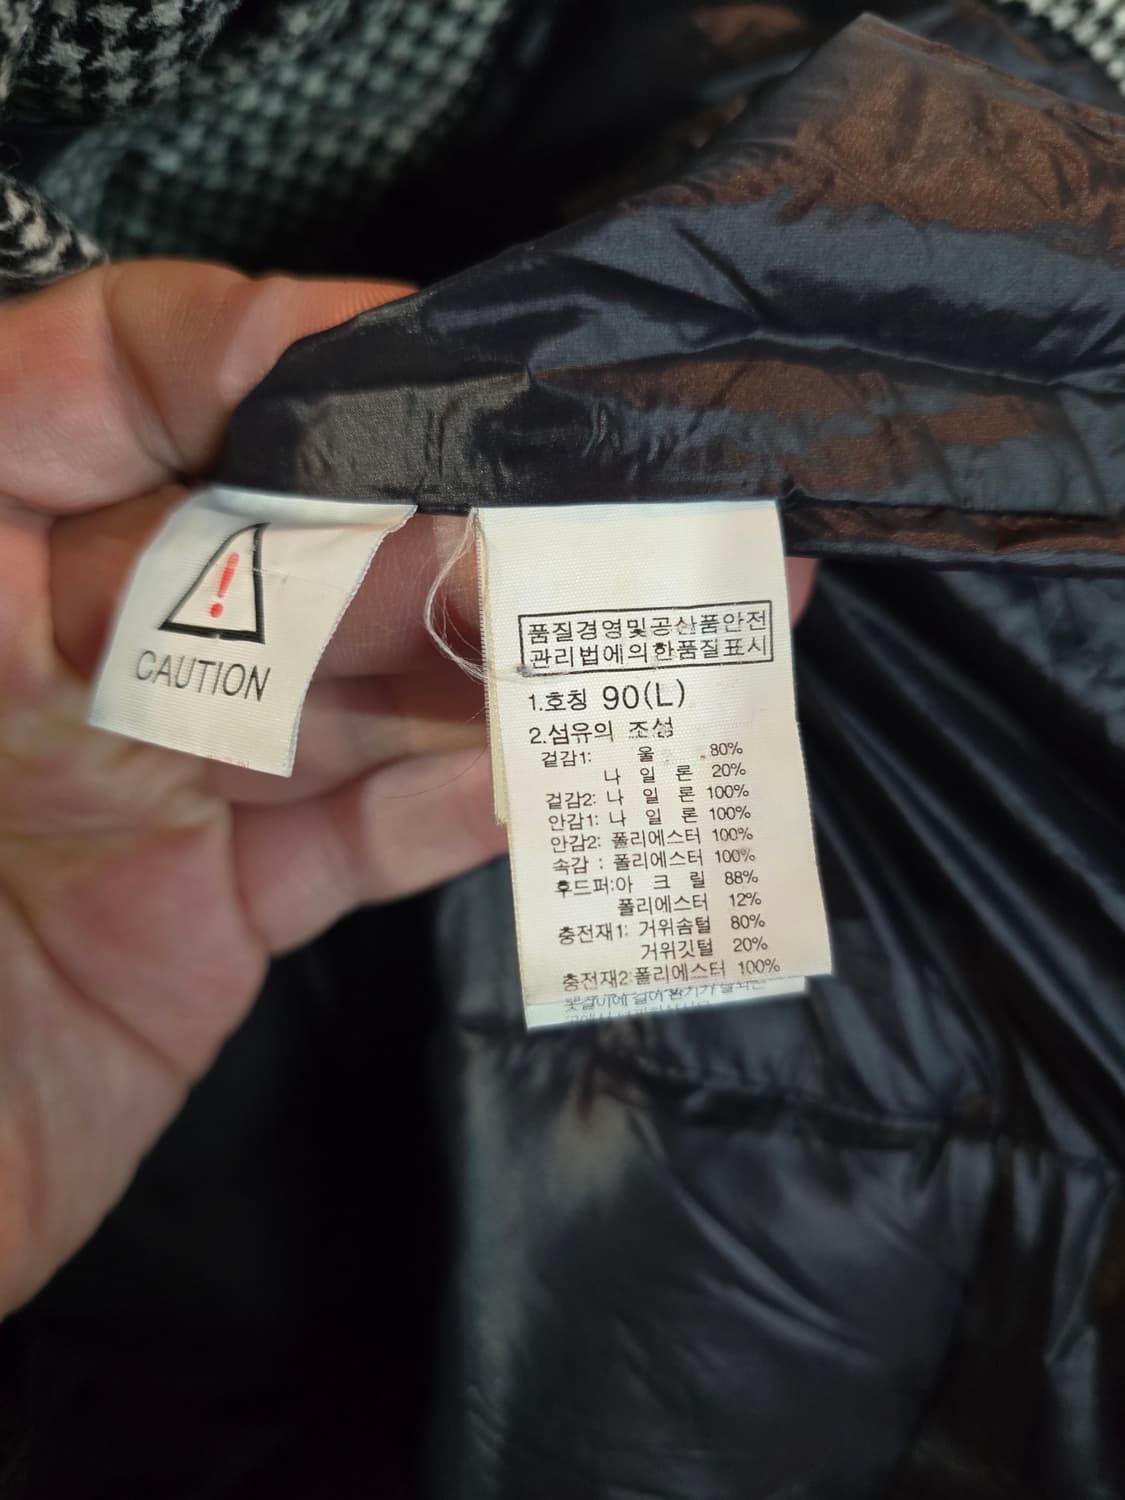 !
CAUTION
품질경영및공산품안전
관리법에의한품질표시
1.호칭 90(L)
2.섬유의 조성
겉감1: 울 80%
나 일 론 20%
겉감2: 나 일 론 100%
안감1: 나 일 론 100%
안감2: 폴리에스터 100%
속감 : 폴리에스터 100%
후드퍼:아 크 릴 88%
폴리에스터 12%
충전재1: 거위솜털 80%
거위깃털 20%
충전재2:폴리에스터 100%